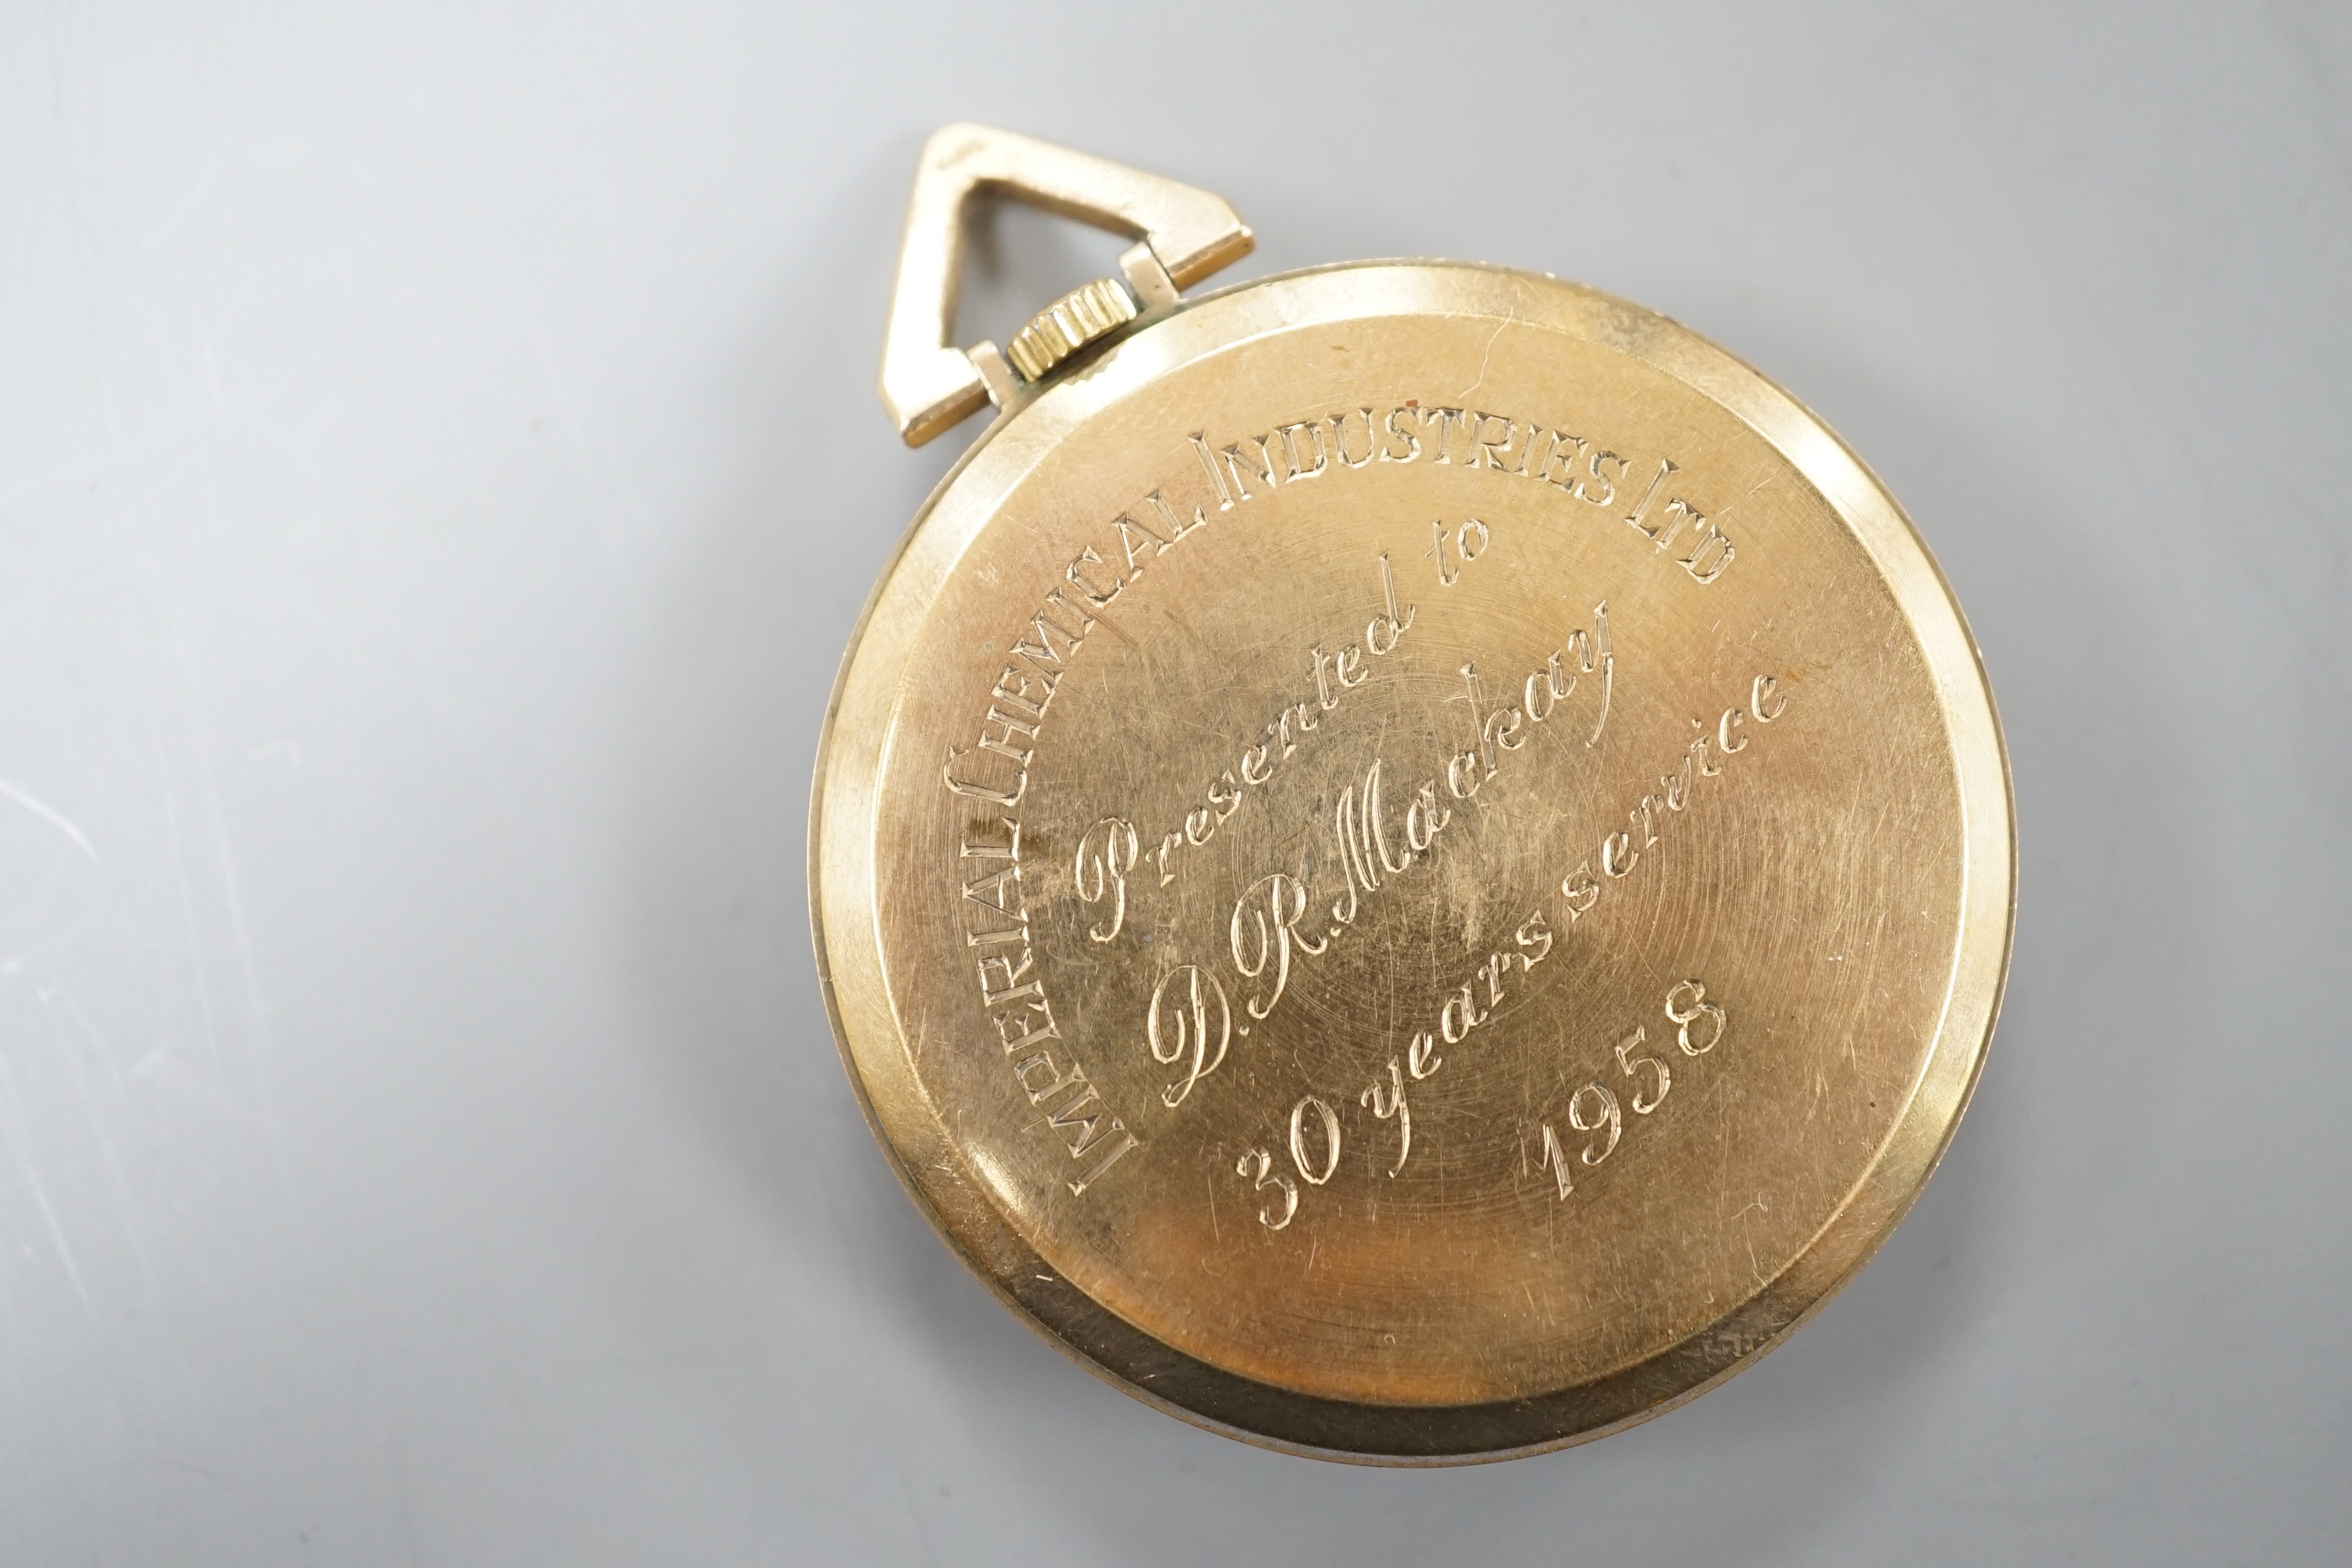 IMPERIAL CHEMICAL INDUSTRIES LTD
Presented to
D.R.Mackay
30 years service
1958